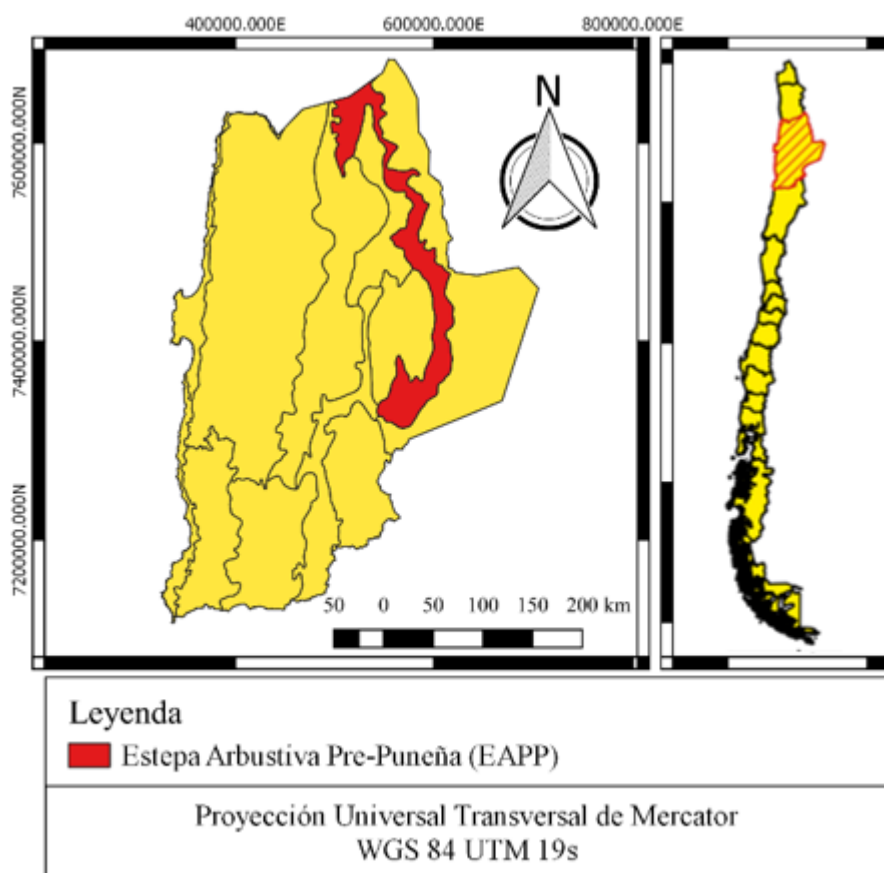 400000.000E 600000.000E 800000.000E
7600000.000N
7400000.000N
7200000.000N
N
50 0 50 100 150 200 km
Leyenda
Estepa Arbustiva Pre-Puneña (EAPP)
Proyección Universal Transversal de Mercator
WGS 84 UTM 19s